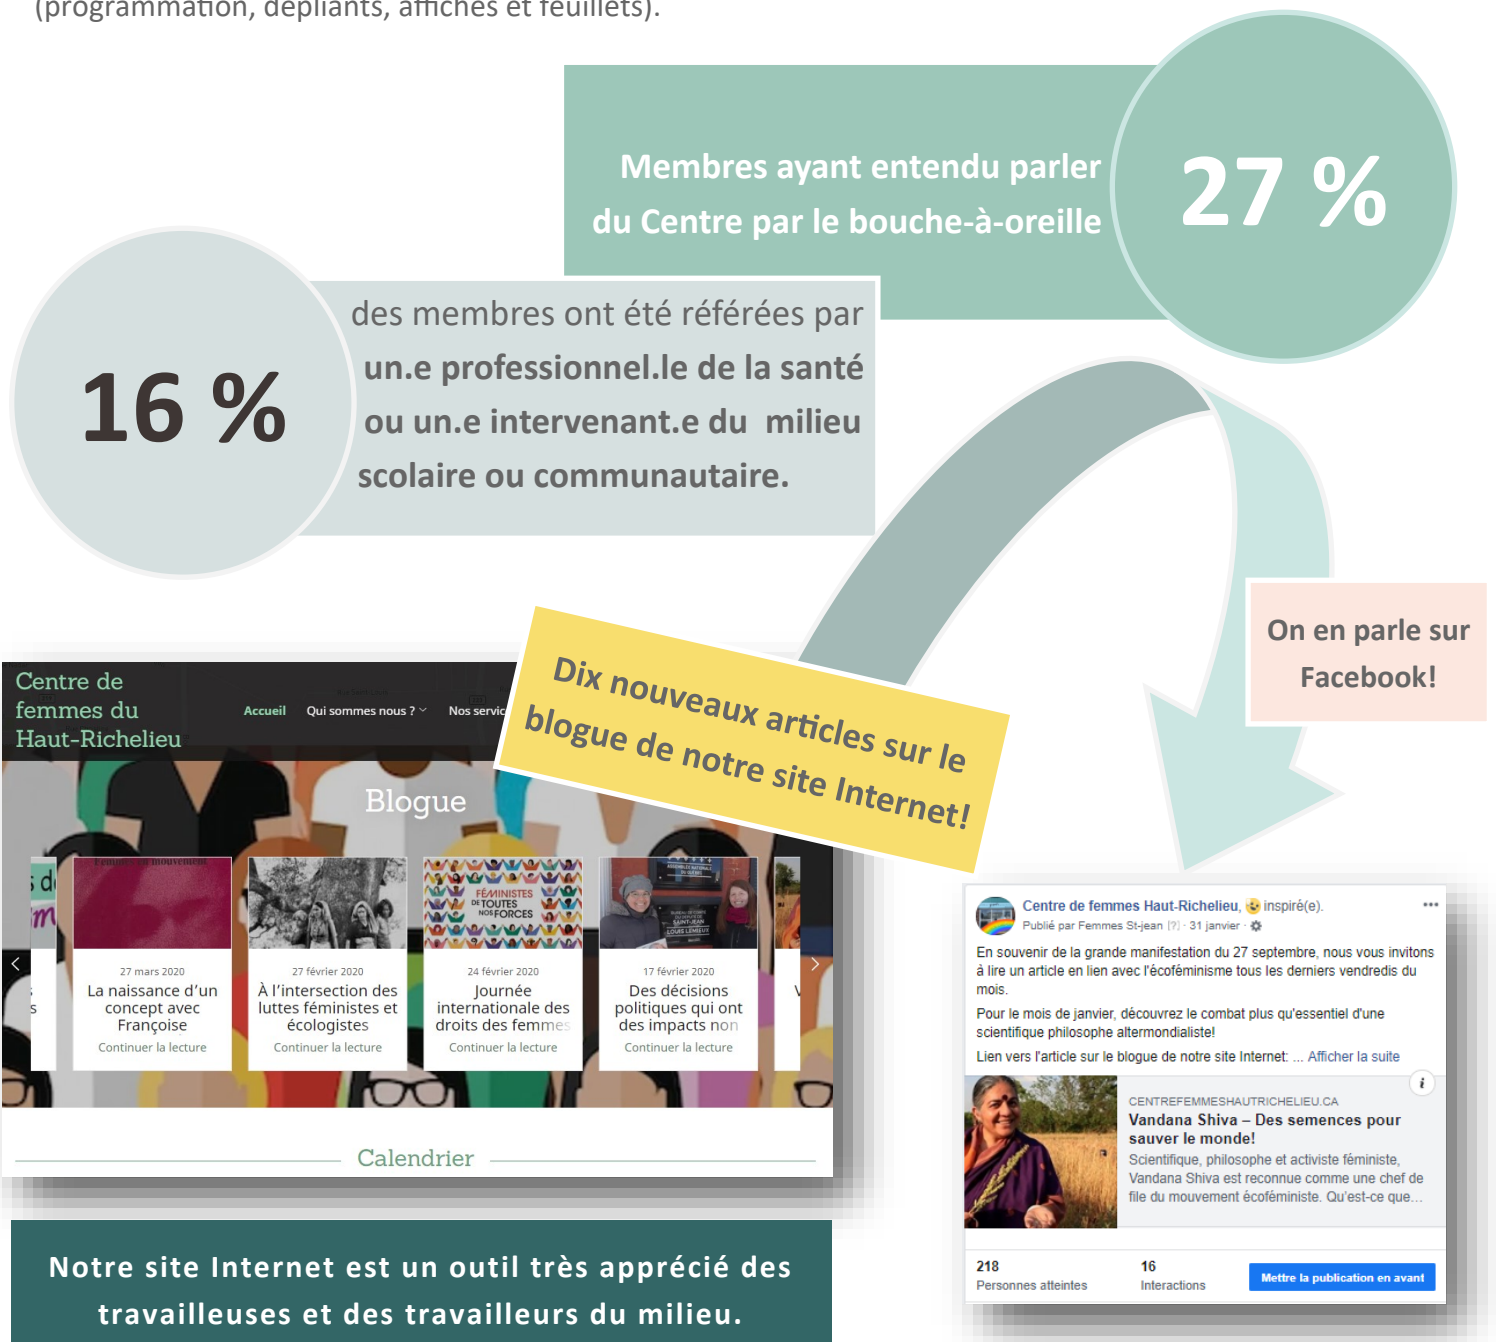 (programmation, dépliants, affiches et feuillets).
Membres ayant entendu parler
du Centre par le bouche-à-oreille
27 %
16 %
des membres ont été référées par
un.e professionnel.le de la santé
ou un.e intervenant.e du milieu
scolaire ou communautaire.
Dix nouveaux articles sur le
blogue de notre site Internet!
On en parle sur
Facebook!
Centre de
femmes du
Haut-Richelieu
Accueil
Qui sommes nous ?
Nos servic
Blogue
Femmes en mouvement
FÉMINISTES
DE TOUTES
NOS FORCES
ASSEMBLÉE NATIONALE
SAINT-JEAN
LOUIS LEMIEUX
27 mars 2020
La naissance d'un
concept avec
Françoise
Continuer la lecture
27 février 2020
À l'intersection des
luttes féministes et
écologistes
Continuer la lecture
24 février 2020
Journée
internationale des
droits des femmes
Continuer la lecture
17 février 2020
Des décisions
politiques qui ont
des impacts non
Continuer la lecture
Calendrier
Notre site Internet est un outil très apprécié des
travailleuses et des travailleurs du milieu.
Centre de femmes Haut-Richelieu, inspiré(e).
Publié par Femmes St-jean [?] · 31 janvier ·
En souvenir de la grande manifestation du 27 septembre, nous vous invitons
à lire un article en lien avec l'écoféminisme tous les derniers vendredis du
mois.
Pour le mois de janvier, découvrez le combat plus qu'essentiel d'une
scientifique philosophe altermondialiste!
Lien vers l'article sur le blogue de notre site Internet: ... Afficher la suite
CENTREFEMMESHAUTRICHELIEU.CA
Vandana Shiva – Des semences pour
sauver le monde!
Scientifique, philosophe et activiste féministe,
Vandana Shiva est reconnue comme une chef de
file du mouvement écoféministe. Qu'est-ce que...
218
Personnes atteintes
16
Interactions
Mettre la publication en avant